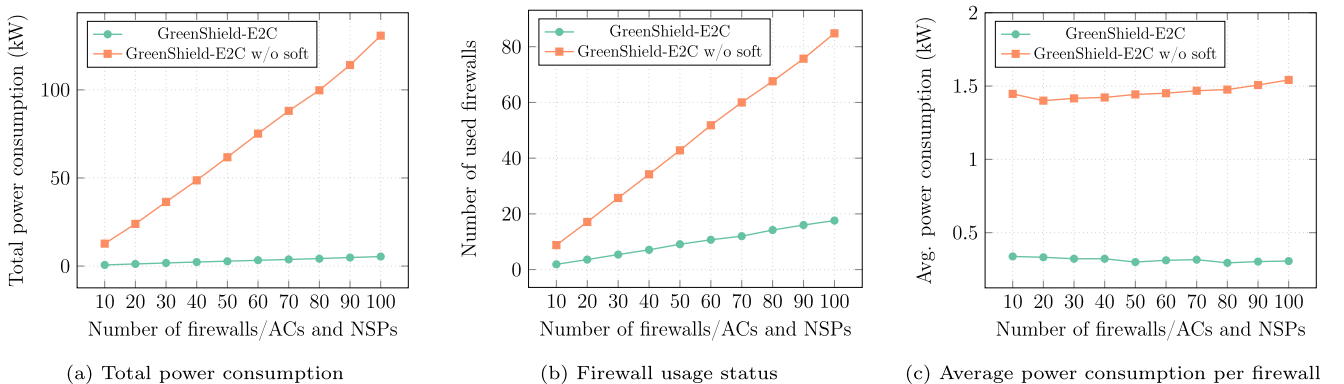 GreenShield-E2C
GreenShield-E2C w/o soft
Total power consumption (kW)
100
50
0
10 20 30 40 50 60 70 80 90 100
Number of firewalls/ACs and NSPs
(a) Total power consumption
GreenShield-E2C
GreenShield-E2C w/o soft
Number of used firewalls
80
60
40
20
0
10 20 30 40 50 60 70 80 90 100
Number of firewalls/ACs and NSPs
(b) Firewall usage status
GreenShield-E2C
GreenShield-E2C w/o soft
Avg. power consumption (kW)
2
1.5
1
0.5
10 20 30 40 50 60 70 80 90 100
Number of firewalls/ACs and NSPs
(c) Average power consumption per firewall